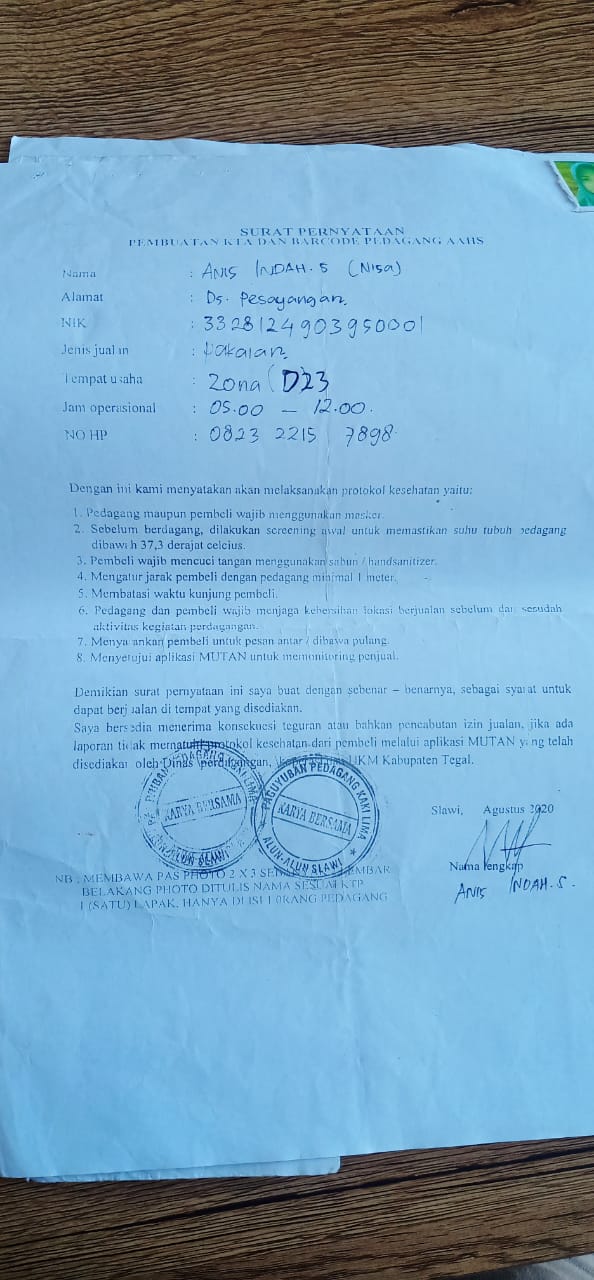 SURAT PERNYATAAN
PEMBUATAN KTA DAN BARCODE PEDAGANG AAHS
Nama : ANIS INDAH. S (Nisa)
Alamat : Ds. Pesayangan.
NIK : 3328124903950001
Jenis jualan : Pakaian.
Tempat usaha : Zona (D23
Jam operasional : 05.00 – 12.00.
NO HP : 0823 2215 7898.
Dengan ini kami menyatakan akan melaksanakan protokol kesehatan yaitu:
1. Pedagang maupun pembeli wajib menggunakan masker.
2. Sebelum berdagang, dilakukan screening awal untuk memastikan suhu tubuh pedagang
dibawah 37,3 derajat celcius.
3. Pembeli wajib mencuci tangan menggunakan sabun / handsanitizer.
4. Mengatur jarak pembeli dengan pedagang minimal 1 meter.
5. Membatasi waktu kunjung pembeli.
6. Pedagang dan pembeli wajib menjaga kebersihan lokasi berjualan sebelum dan sesudah
aktivitas kegiatan perdagangan.
7. Menyarankan pembeli untuk pesan antar / dibawa pulang.
8. Menyetujui aplikasi MUTAN untuk memonitoring penjual.
Demikian surat pernyataan ini saya buat dengan sebenar – benarnya, sebagai syarat untuk
dapat berjualan di tempat yang disediakan.
Saya bersedia menerima konsekuesi teguran atau bahkan pencabutan izin jualan, jika ada
laporan tidak mematuhi protokol kesehatan dari pembeli melalui aplikasi MUTAN yang telah
disediakan oleh Dinas Perdagangan, UKM Kabupaten Tegal.
PAGUYUBAN PEDAGANG KAKI LIMA
KARYA BERSAMA
ALUN-ALUN SLAWI
PAGUYUBAN PEDAGANG KAKI LIMA
KARYA BERSAMA
ALUN-ALUN SLAWI
Slawi, Agustus 2020
Nama lengkap
ANIS INDAH. S.
NB : MEMBAWA PAS PHOTO 2 X 3 LEMBAR
BELAKANG PHOTO DITULIS NAMA SESUAI KTP
1 (SATU) LAPAK, HANYA DI ISI 1 ORANG PEDAGANG